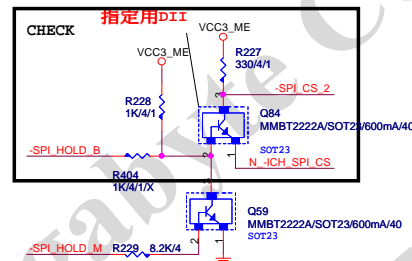 指定用DII
CHECK
VCC3_ME
VCC3_ME
R227
330/4/1
-SPI_CS_2
3
R228
1K/4/1
Q84
MMBT2222A/SOT23/600mA/40
SOT23
2
1
-SPI_HOLD_B
N_-ICH_SPI_CS
R404
1K/4/1/X
3
Q59
MMBT2222A/SOT23/600mA/40
SOT23
2
1
-SPI_HOLD_M
R229 8.2K/4